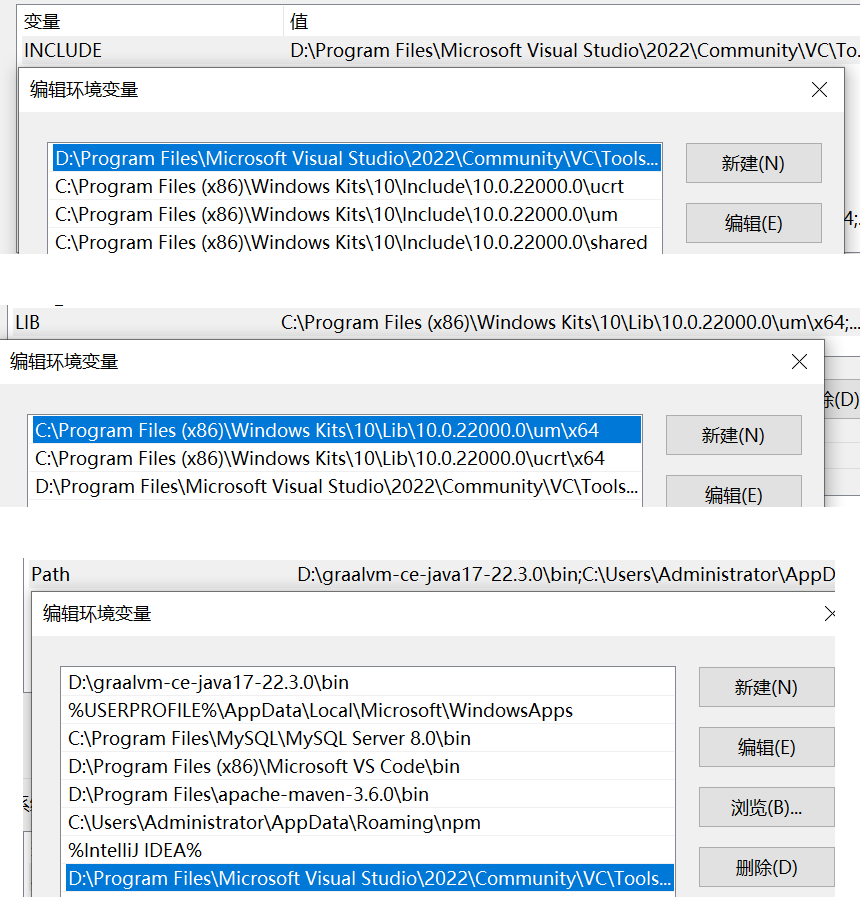 变量 值
INCLUDE D:\Program Files\Microsoft Visual Studio\2022\Community\VC\To...
编辑环境变量
D:\Program Files\Microsoft Visual Studio\2022\Community\VC\Tools...
新建(N)
C:\Program Files (x86)\Windows Kits\10\Include\10.0.22000.0\ucrt
C:\Program Files (x86)\Windows Kits\10\Include\10.0.22000.0\um
编辑(E)
4;
C:\Program Files (x86)\Windows Kits\10\Include\10.0.22000.0\shared
LIB C:\Program Files (x86)\Windows Kits\10\Lib\10.0.22000.0\um\x64;...
编辑环境变量
除(D)
C:\Program Files (x86)\Windows Kits\10\Lib\10.0.22000.0\um\x64
新建(N)
C:\Program Files (x86)\Windows Kits\10\Lib\10.0.22000.0\ucrt\x64
D:\Program Files\Microsoft Visual Studio\2022\Community\VC\Tools...
编辑(E)
Path D:\graalvm-ce-java17-22.3.0\bin;C:\Users\Administrator\AppD
编辑环境变量
D:\graalvm-ce-java17-22.3.0\bin
新建(N)
%USERPROFILE%\AppData\Local\Microsoft\WindowsApps
C:\Program Files\MySQL\MySQL Server 8.0\bin
编辑(E)
D:\Program Files (x86)\Microsoft VS Code\bin
D:\Program Files\apache-maven-3.6.0\bin
浏览(B)...
C:\Users\Administrator\AppData\Roaming\npm
%IntelliJ IDEA%
删除(D)
D:\Program Files\Microsoft Visual Studio\2022\Community\VC\Tools...